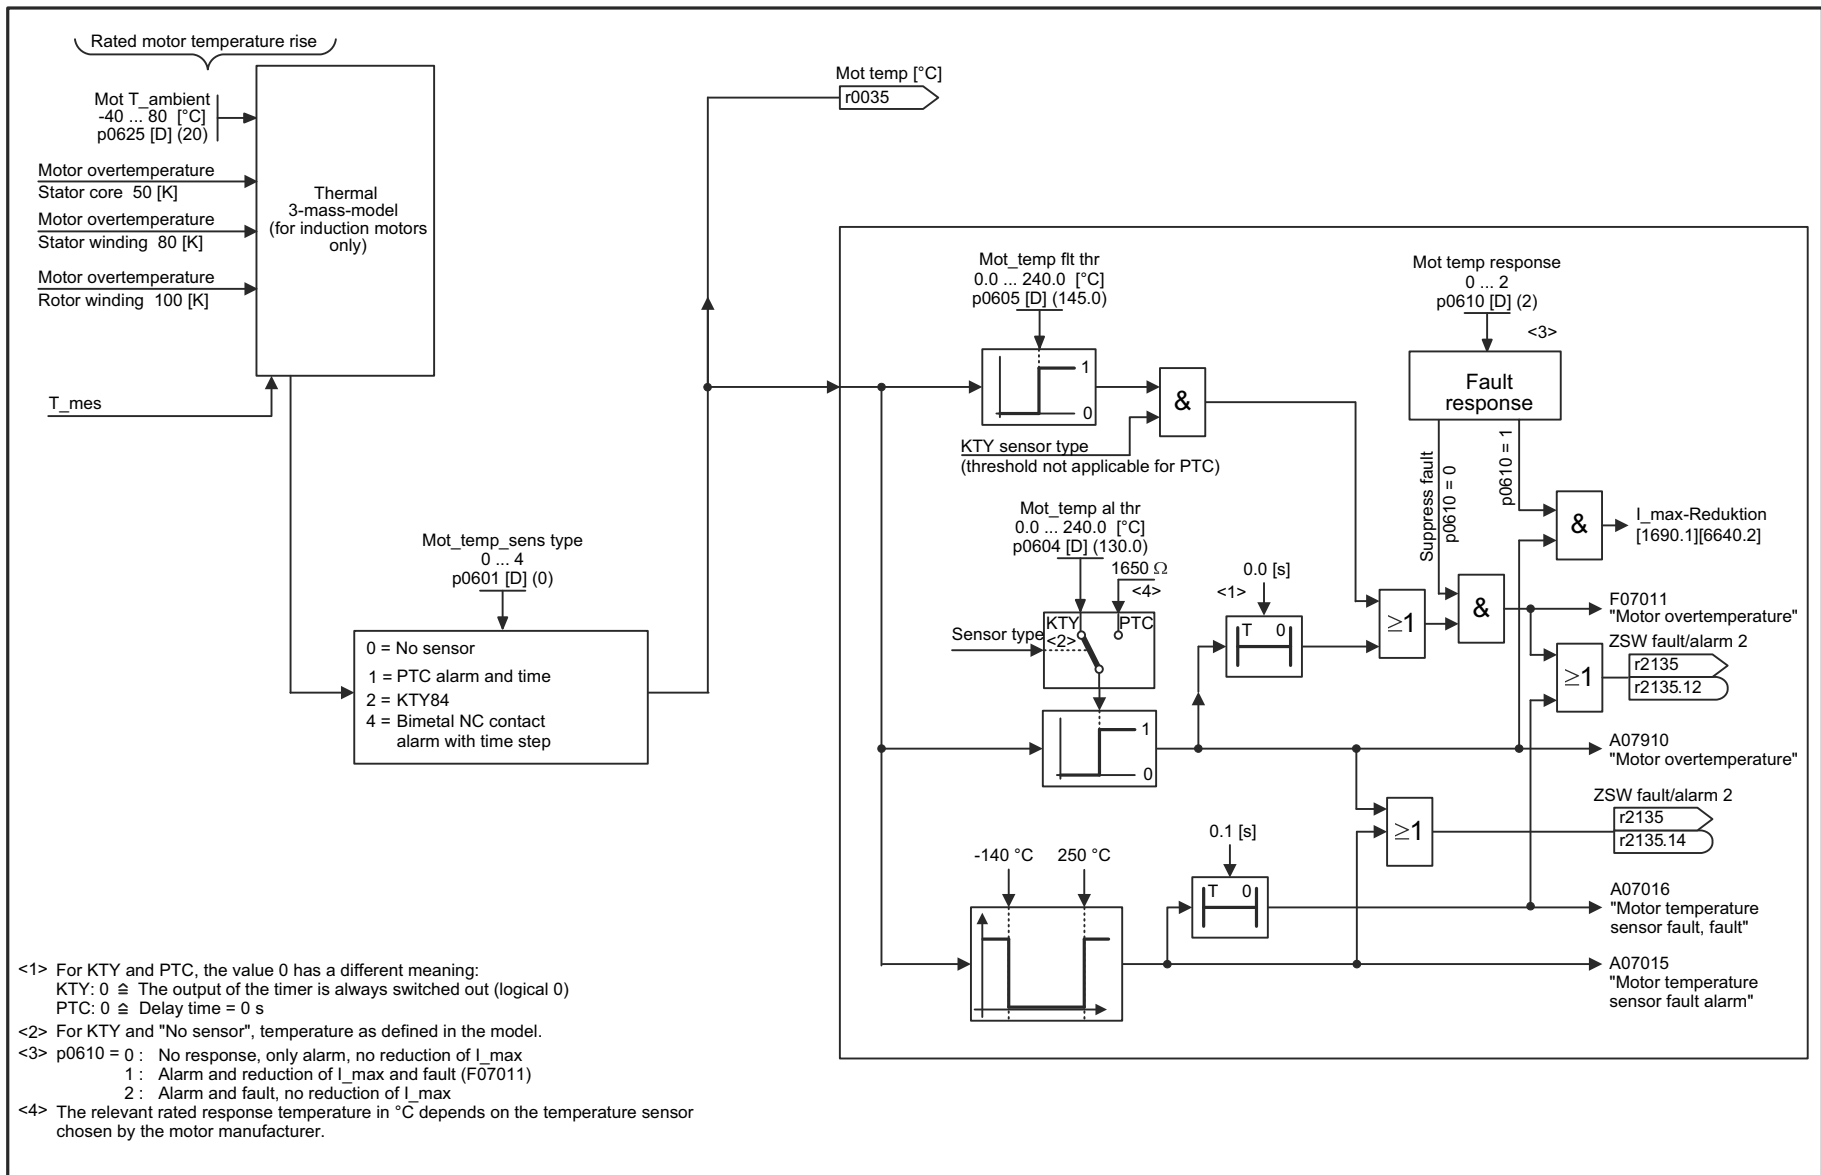 Rated motor temperature rise
Mot T_ambient
-40 ... 80 [°C]
p0625 [D] (20)
Motor overtemperature
Stator core 50 [K]
Motor overtemperature
Stator winding 80 [K]
Motor overtemperature
Rotor winding 100 [K]
T_mes
Thermal
3-mass-model
(for induction motors
only)
Mot temp [°C]
r0035
Mot_temp_sens type
0 ... 4
p0601 [D] (0)
0 = No sensor
1 = PTC alarm and time
2 = KTY84
4 = Bimetal NC contact
alarm with time step
Mot_temp flt thr
0.0 ... 240.0 [°C]
p0605 [D] (145.0)
1
0
&
KTY sensor type
(threshold not applicable for PTC)
Mot temp response
0 ... 2
p0610 [D] (2)
<3>
Fault
response
Suppress fault
p0610 = 0
p0610 = 1
&
I_max-Reduktion
[1690.1][6640.2]
Mot_temp al thr
0.0 ... 240.0 [°C]
p0604 [D] (130.0)
1650 Ω
<4>
KTY
PTC
<2>
Sensor type
1
0
0.0 [s]
<1>
T 0
≥1
&
F07011
"Motor overtemperature"
ZSW fault/alarm 2
r2135
r2135.12
≥1
A07910
"Motor overtemperature"
ZSW fault/alarm 2
r2135
r2135.14
≥1
0.1 [s]
T 0
-140 °C 250 °C
A07016
"Motor temperature
sensor fault, fault"
A07015
"Motor temperature
sensor fault alarm"
<1> For KTY and PTC, the value 0 has a different meaning:
KTY: 0 ≙ The output of the timer is always switched out (logical 0)
PTC: 0 ≙ Delay time = 0 s
<2> For KTY and "No sensor", temperature as defined in the model.
<3> p0610 = 0 : No response, only alarm, no reduction of I_max
1 : Alarm and reduction of I_max and fault (F07011)
2 : Alarm and fault, no reduction of I_max
<4> The relevant rated response temperature in °C depends on the temperature sensor
chosen by the motor manufacturer.